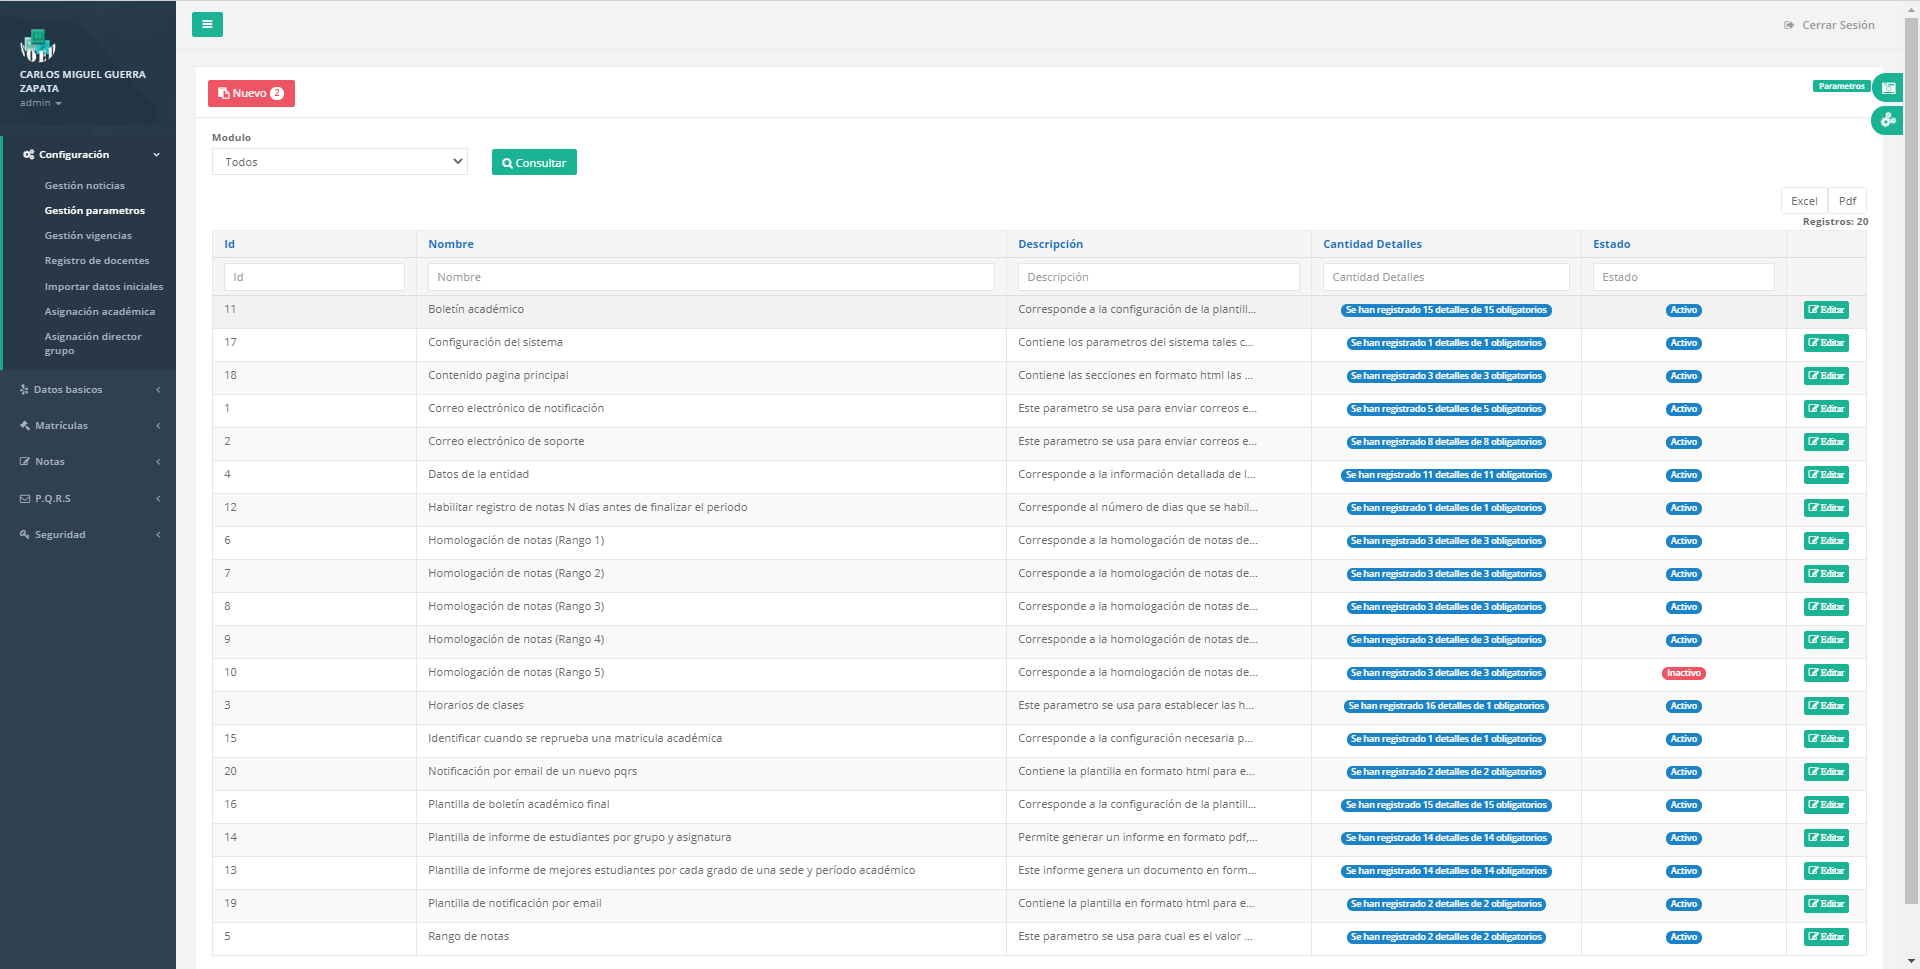 CARLOS MIGUEL GUERRA
ZAPATA
admin
Configuración
Gestión noticias
Gestión parametros
Gestión vigencias
Registro de docentes
Importar datos iniciales
Asignación académica
Asignación director
grupo
Datos basicos
Matrículas
Notas
P.Q.R.S
Seguridad
Cerrar Sesión
Nuevo 2
Parametros
Modulo
Todos
Consultar
Excel Pdf
Registros: 20
Id Nombre Descripción Cantidad Detalles Estado
Id Nombre Descripción Cantidad Detalles Estado
11 Boletín académico Corresponde a la configuración de la plantill... Se han registrado 15 detalles de 15 obligatorios Activo Editar
17 Configuración del sistema Contiene los parametros del sistema tales c... Se han registrado 1 detalles de 1 obligatorios Activo Editar
18 Contenido pagina principal Contiene las secciones en formato html las ... Se han registrado 3 detalles de 3 obligatorios Activo Editar
1 Correo electrónico de notificación Este parametro se usa para enviar correos e... Se han registrado 5 detalles de 5 obligatorios Activo Editar
2 Correo electrónico de soporte Este parametro se usa para enviar correos e... Se han registrado 8 detalles de 8 obligatorios Activo Editar
4 Datos de la entidad Corresponde a la información detallada de l... Se han registrado 11 detalles de 11 obligatorios Activo Editar
12 Habilitar registro de notas N dias antes de finalizar el periodo Corresponde al número de dias que se habil... Se han registrado 1 detalles de 1 obligatorios Activo Editar
6 Homologación de notas (Rango 1) Corresponde a la homologación de notas de... Se han registrado 3 detalles de 3 obligatorios Activo Editar
7 Homologación de notas (Rango 2) Corresponde a la homologación de notas de... Se han registrado 3 detalles de 3 obligatorios Activo Editar
8 Homologación de notas (Rango 3) Corresponde a la homologación de notas de... Se han registrado 3 detalles de 3 obligatorios Activo Editar
9 Homologación de notas (Rango 4) Corresponde a la homologación de notas de... Se han registrado 3 detalles de 3 obligatorios Activo Editar
10 Homologación de notas (Rango 5) Corresponde a la homologación de notas de... Se han registrado 3 detalles de 3 obligatorios Inactivo Editar
3 Horarios de clases Este parametro se usa para establecer las h... Se han registrado 16 detalles de 1 obligatorios Activo Editar
15 Identificar cuando se reprueba una matricula académica Corresponde a la configuración necesaria p... Se han registrado 1 detalles de 1 obligatorios Activo Editar
20 Notificación por email de un nuevo pqrs Contiene la plantilla en formato html para e... Se han registrado 2 detalles de 2 obligatorios Activo Editar
16 Plantilla de boletín académico final Corresponde a la configuración de la plantill... Se han registrado 15 detalles de 15 obligatorios Activo Editar
14 Plantilla de informe de estudiantes por grupo y asignatura Permite generar un informe en formato pdf,... Se han registrado 14 detalles de 14 obligatorios Activo Editar
13 Plantilla de informe de mejores estudiantes por cada grado de una sede y período académico Este informe genera un documento en form... Se han registrado 14 detalles de 14 obligatorios Activo Editar
19 Plantilla de notificación por email Contiene la plantilla en formato html para e... Se han registrado 2 detalles de 2 obligatorios Activo Editar
5 Rango de notas Este parametro se usa para cual es el valor ... Se han registrado 2 detalles de 2 obligatorios Activo Editar